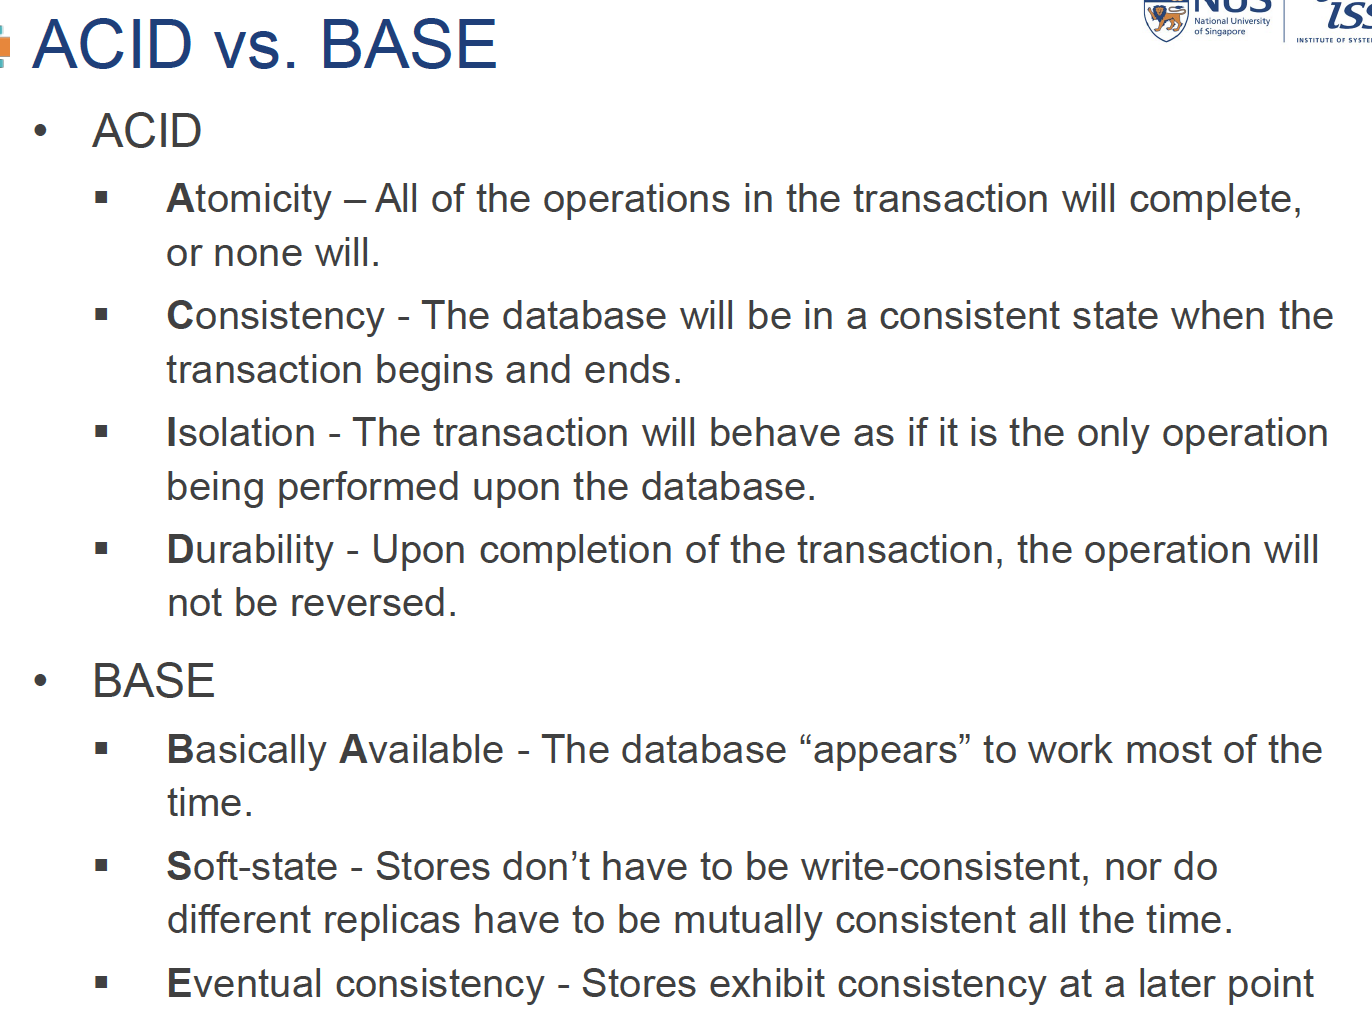 ACID vs. BASE
NUS
National University
of Singapore
iss
INSTITUTE OF SYSTEM
• ACID
▪ Atomicity – All of the operations in the transaction will complete,
or none will.
▪ Consistency - The database will be in a consistent state when the
transaction begins and ends.
▪ Isolation - The transaction will behave as if it is the only operation
being performed upon the database.
▪ Durability - Upon completion of the transaction, the operation will
not be reversed.
• BASE
▪ Basically Available - The database “appears” to work most of the
time.
▪ Soft-state - Stores don’t have to be write-consistent, nor do
different replicas have to be mutually consistent all the time.
▪ Eventual consistency - Stores exhibit consistency at a later point